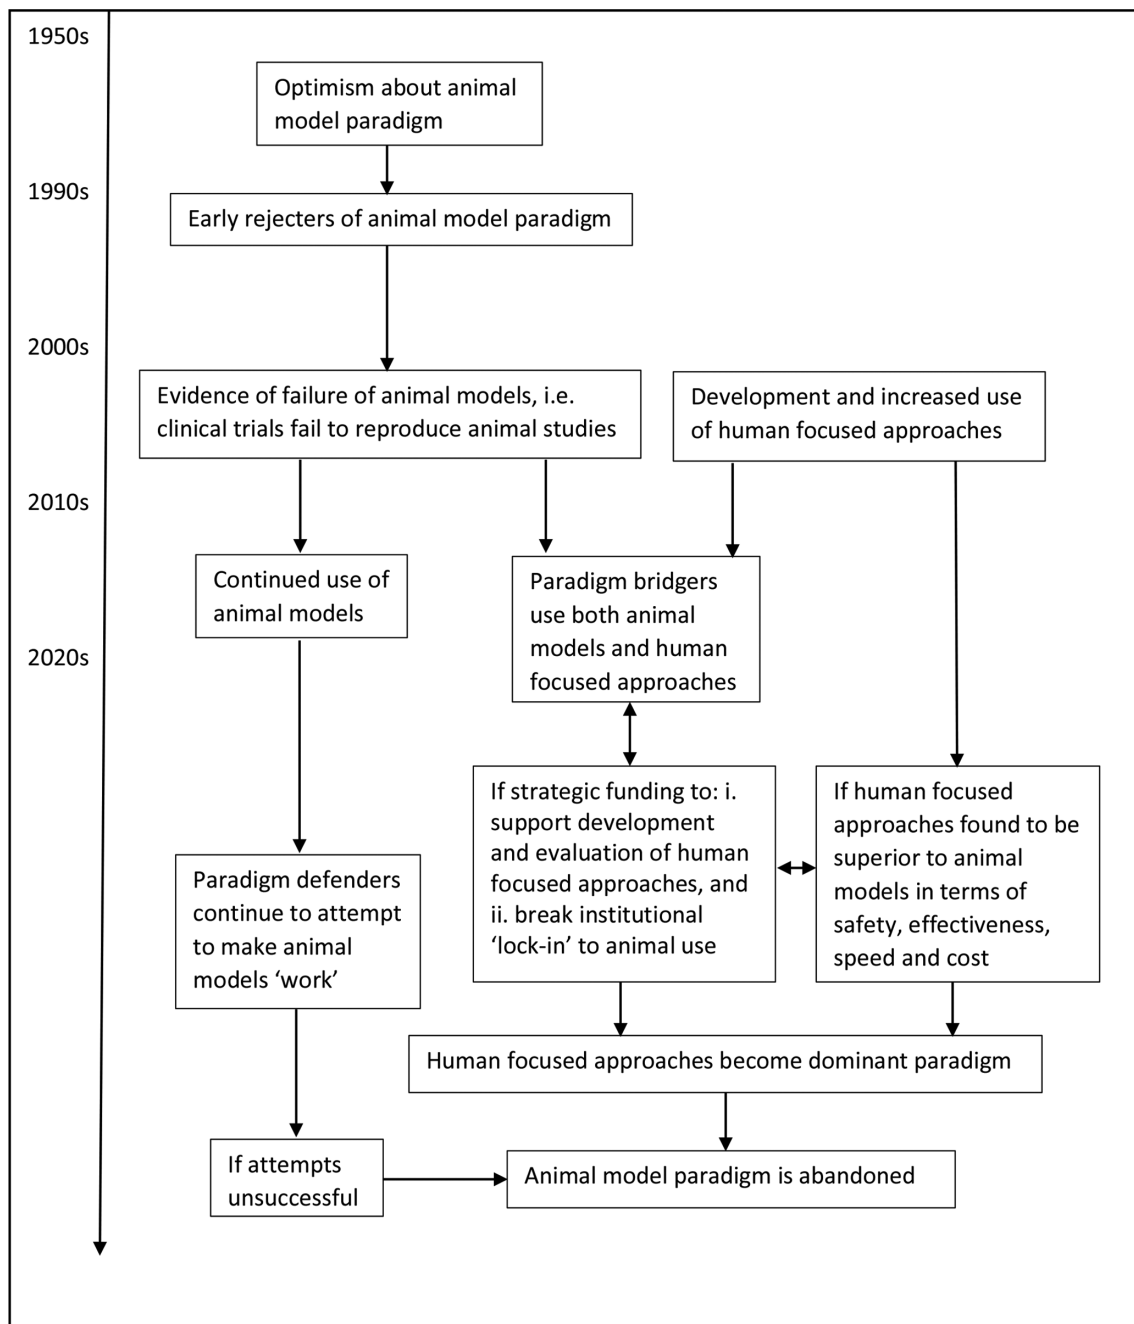 1950s
Optimism about animal
model paradigm
1990s
Early rejecters of animal model paradigm
2000s
Evidence of failure of animal models, i.e.
clinical trials fail to reproduce animal studies
Development and increased use
of human focused approaches
2010s
Continued use of
animal models
Paradigm bridgers
use both animal
models and human
focused approaches
2020s
If strategic funding to: i.
support development
and evaluation of human
focused approaches, and
ii. break institutional
‘lock-in’ to animal use
If human focused
approaches found to be
superior to animal
models in terms of
safety, effectiveness,
speed and cost
Paradigm defenders
continue to attempt
to make animal
models ‘work’
Human focused approaches become dominant paradigm
If attempts
unsuccessful
Animal model paradigm is abandoned